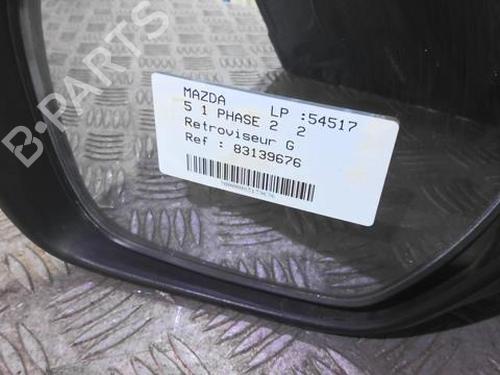 B-PARTS
MAZDA LP :54517
5 1 PHASE 2 2
Retroviseur G
Ref : 83139676